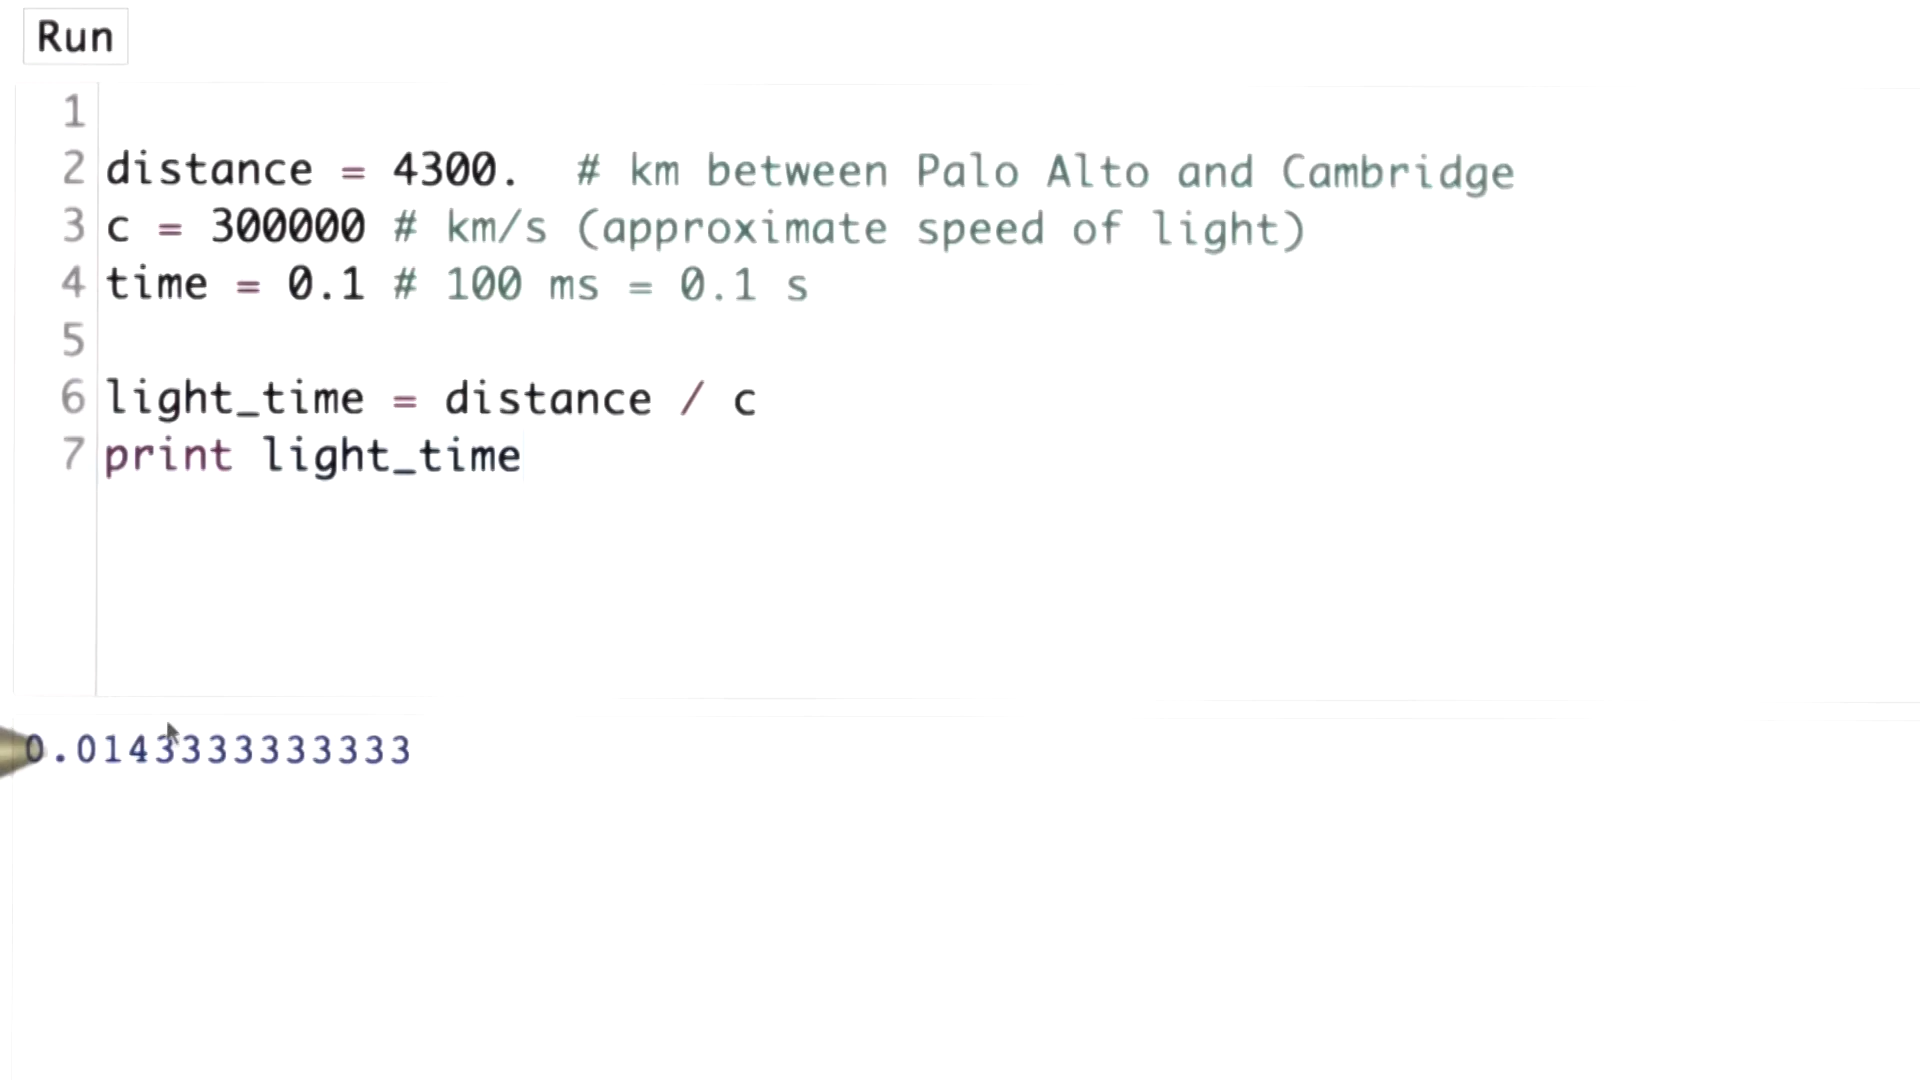 Run
1
2 distance = 4300.  # km between Palo Alto and Cambridge
3 c = 300000 # km/s (approximate speed of light)
4 time = 0.1 # 100 ms = 0.1 s
5
6 light_time = distance / c
7 print light_time
0.0143333333333